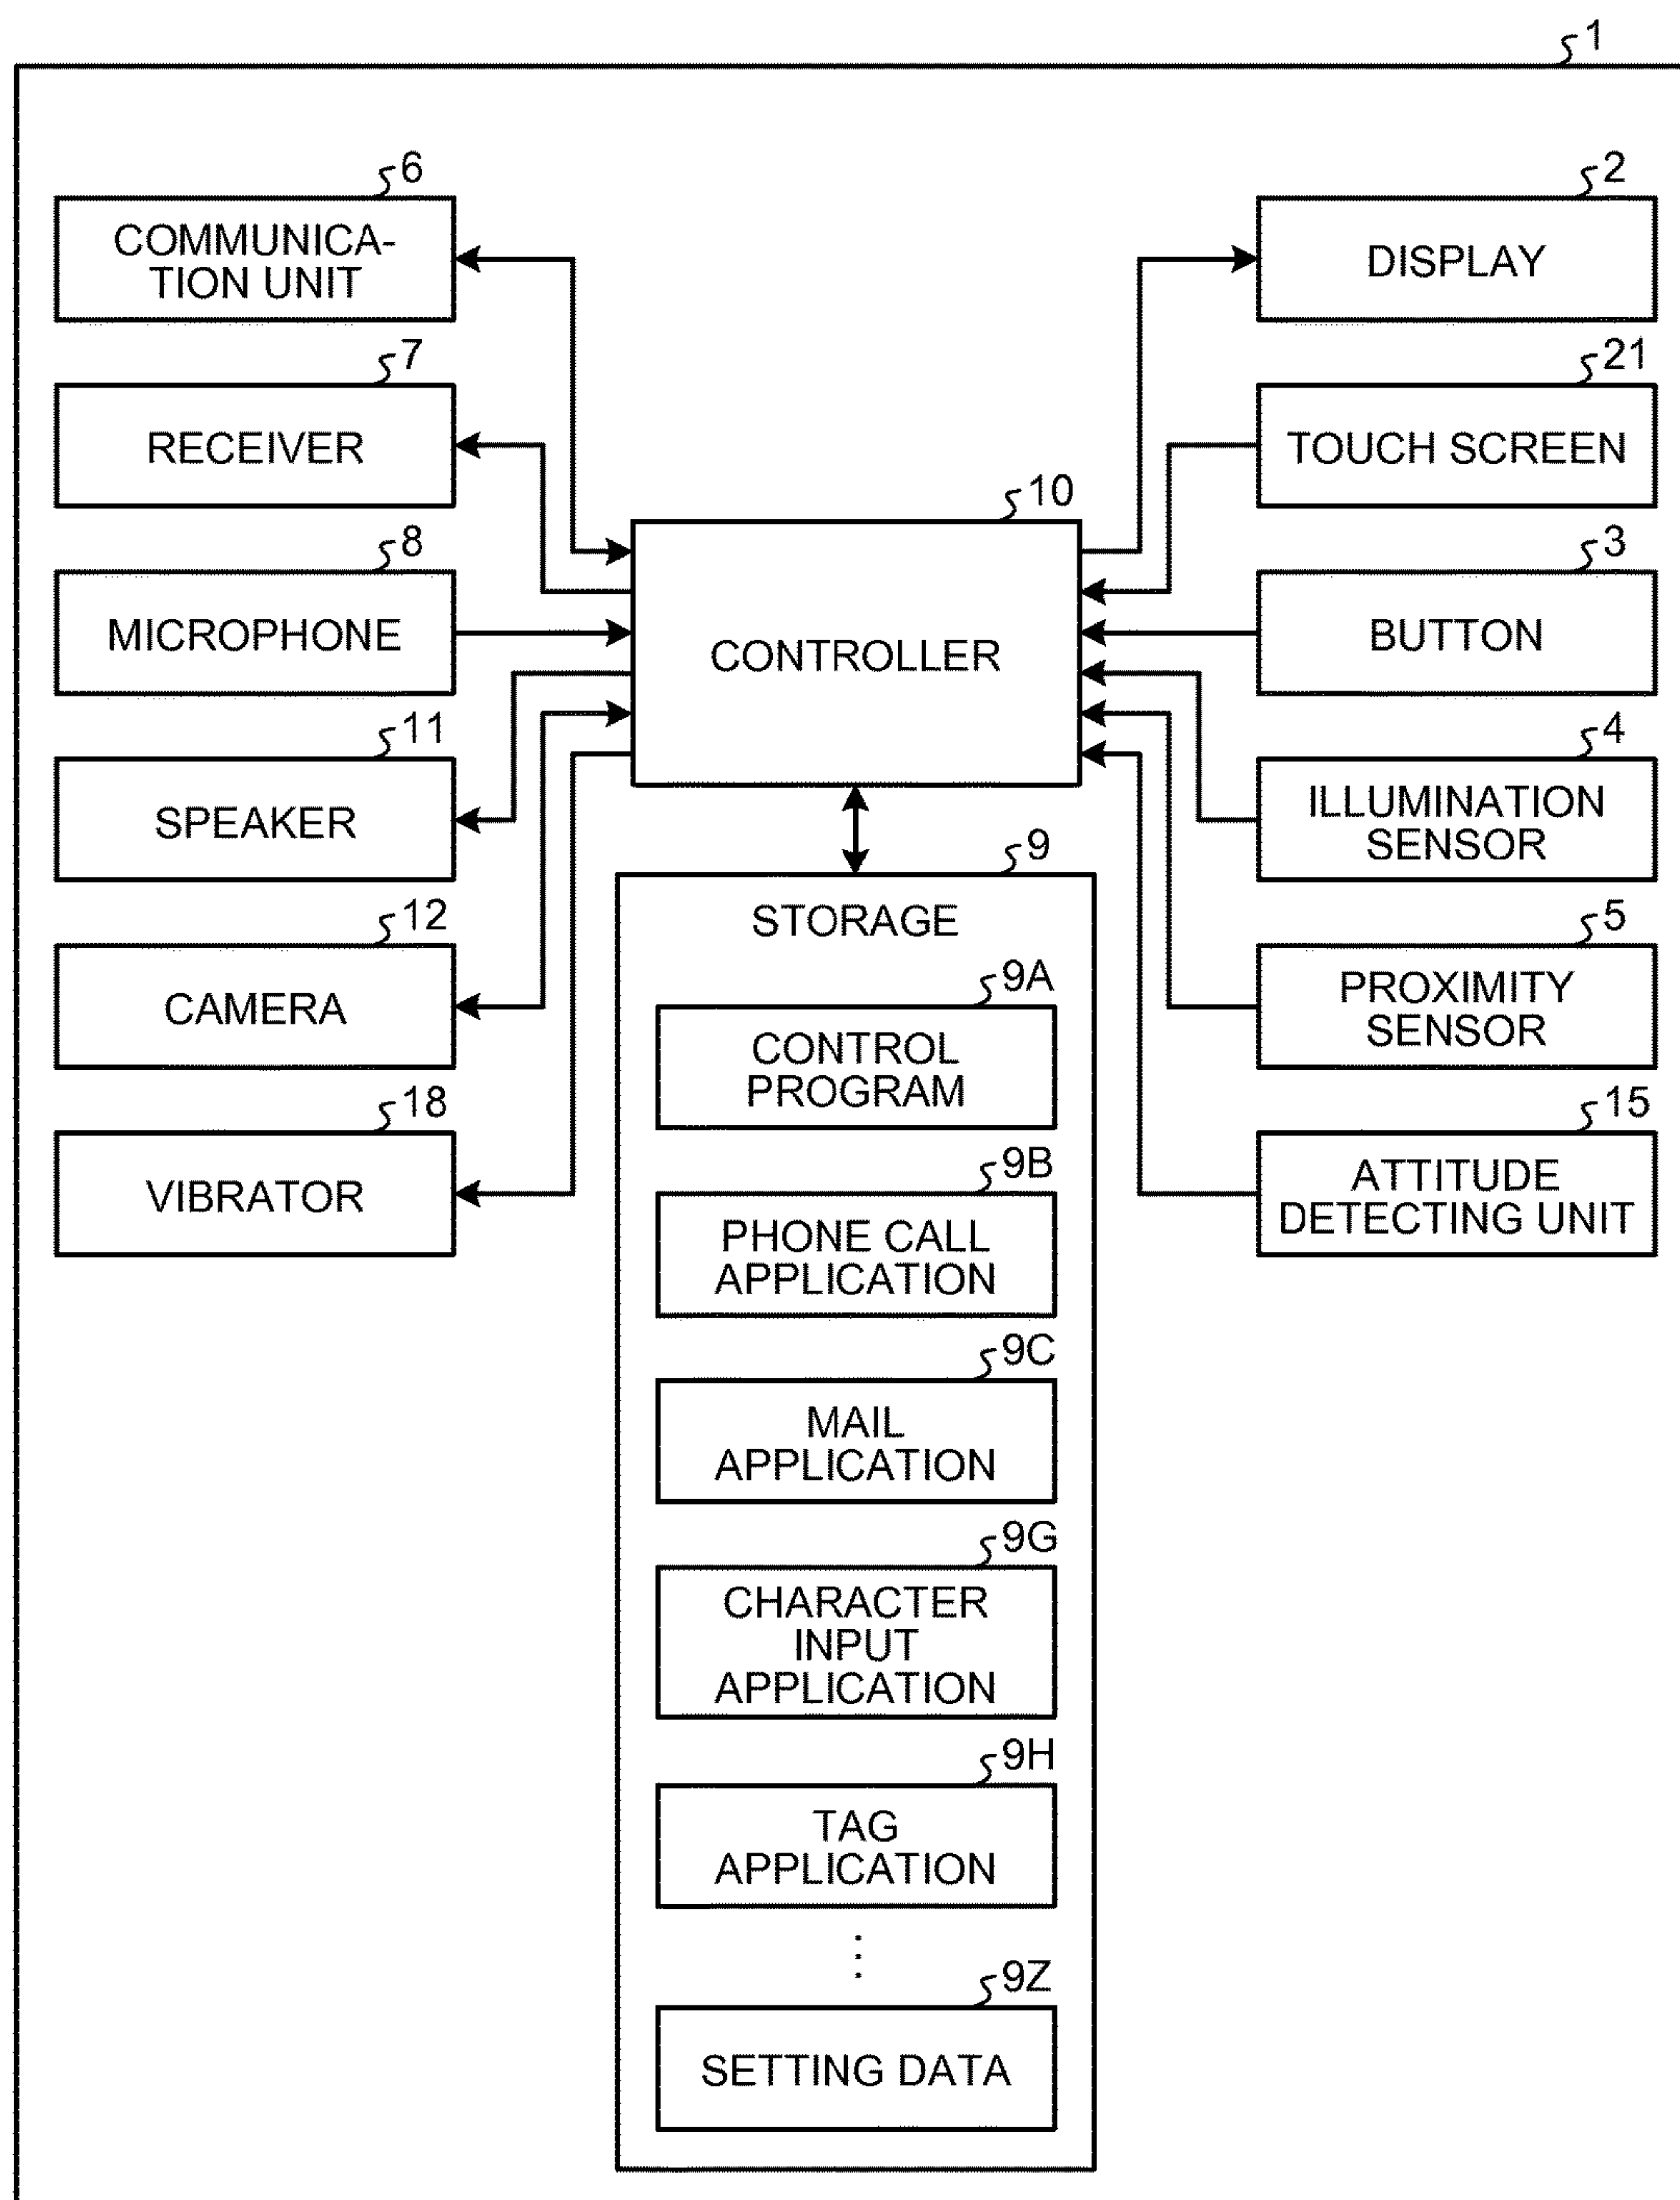 1
6
COMMUNICA-
TION UNIT
7
RECEIVER
8
MICROPHONE
11
SPEAKER
12
CAMERA
18
VIBRATOR
10
CONTROLLER
9
STORAGE
9A
CONTROL
PROGRAM
9B
PHONE CALL
APPLICATION
9C
MAIL
APPLICATION
9G
CHARACTER
INPUT
APPLICATION
9H
TAG
APPLICATION
⋮
9Z
SETTING DATA
2
DISPLAY
21
TOUCH SCREEN
3
BUTTON
4
ILLUMINATION
SENSOR
5
PROXIMITY
SENSOR
15
ATTITUDE
DETECTING UNIT